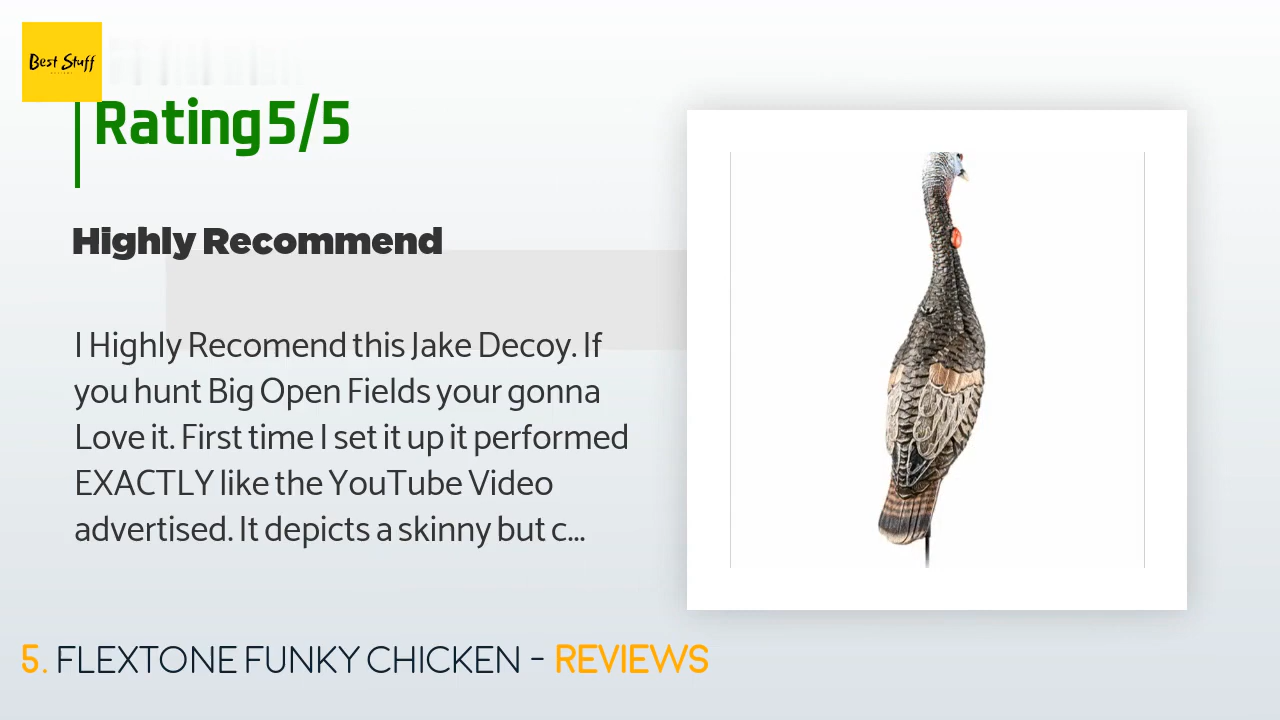 Best Stuff
Rating 5/5
Highly Recommend
I Highly Recomend this Jake Decoy. If
you hunt Big Open Fields your gonna
Love it. First time I set it up it performed
EXACTLY like the YouTube Video
advertised. It depicts a skinny but c...
5. FLEXTONE FUNKY CHICKEN - REVIEWS